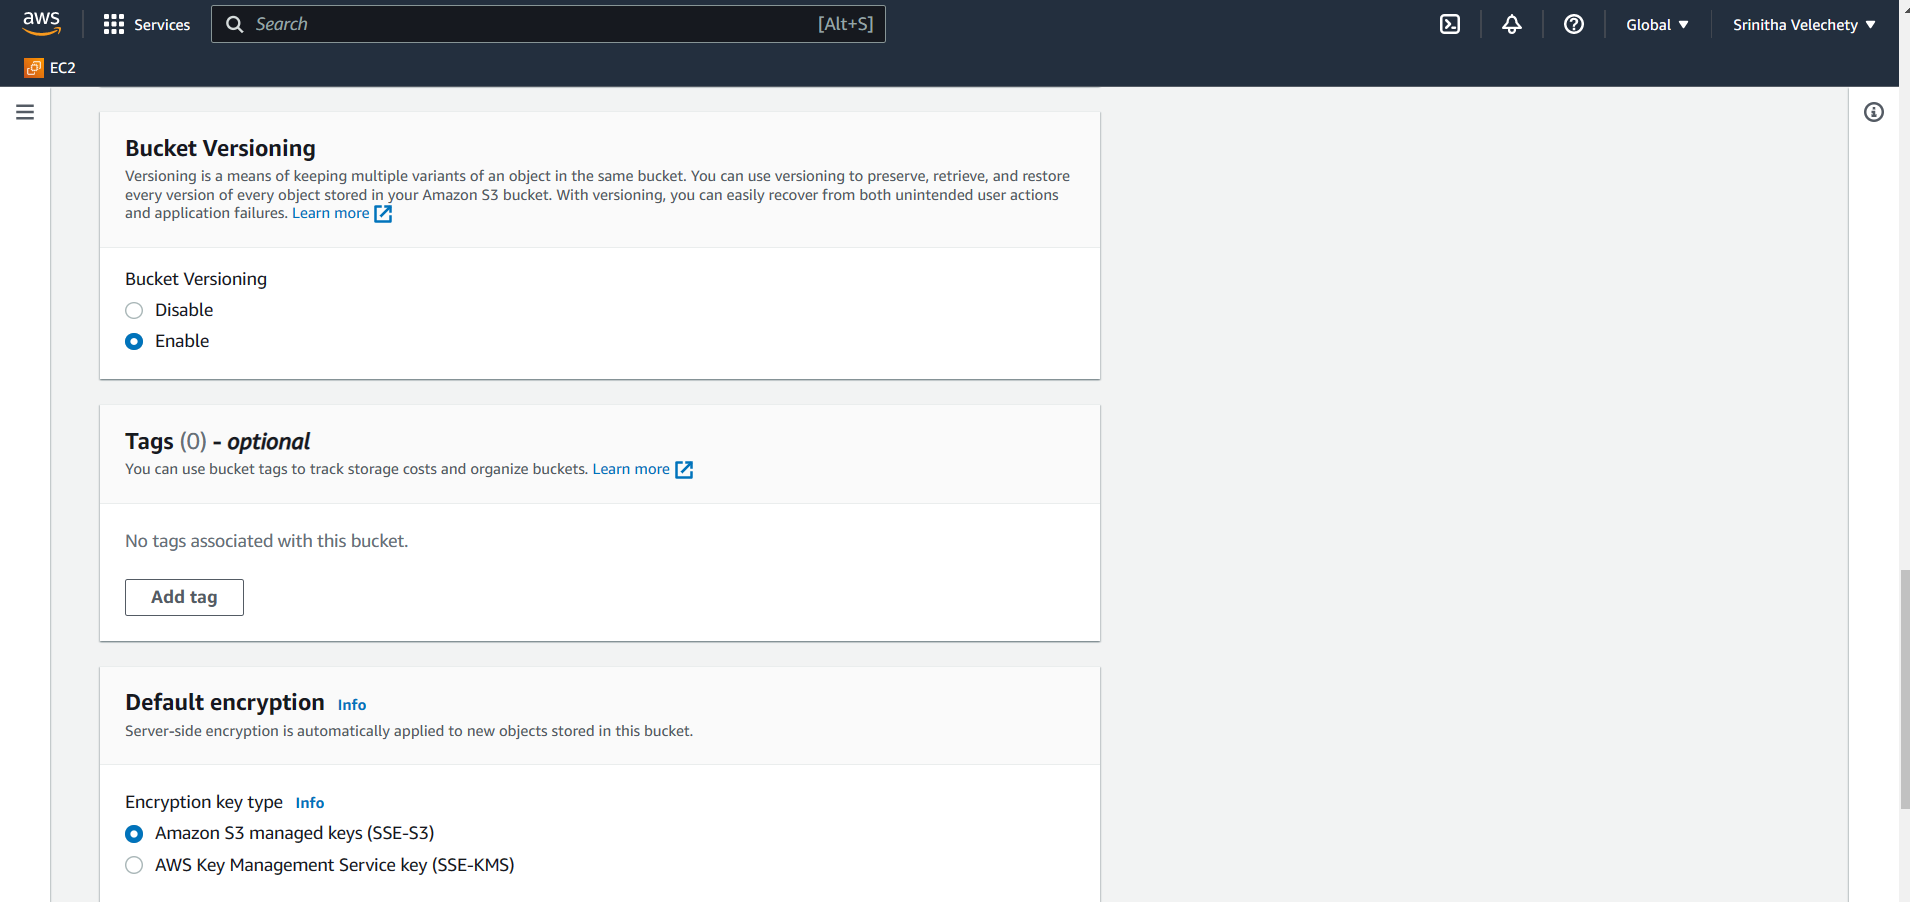 aws
Services
Search
[Alt+S]
Global
Srinitha Velechety
EC2
Bucket Versioning
Versioning is a means of keeping multiple variants of an object in the same bucket. You can use versioning to preserve, retrieve, and restore
every version of every object stored in your Amazon S3 bucket. With versioning, you can easily recover from both unintended user actions
and application failures. Learn more
Bucket Versioning
Disable
Enable
Tags (0) - optional
You can use bucket tags to track storage costs and organize buckets. Learn more
No tags associated with this bucket.
Add tag
Default encryption Info
Server-side encryption is automatically applied to new objects stored in this bucket.
Encryption key type Info
Amazon S3 managed keys (SSE-S3)
AWS Key Management Service key (SSE-KMS)